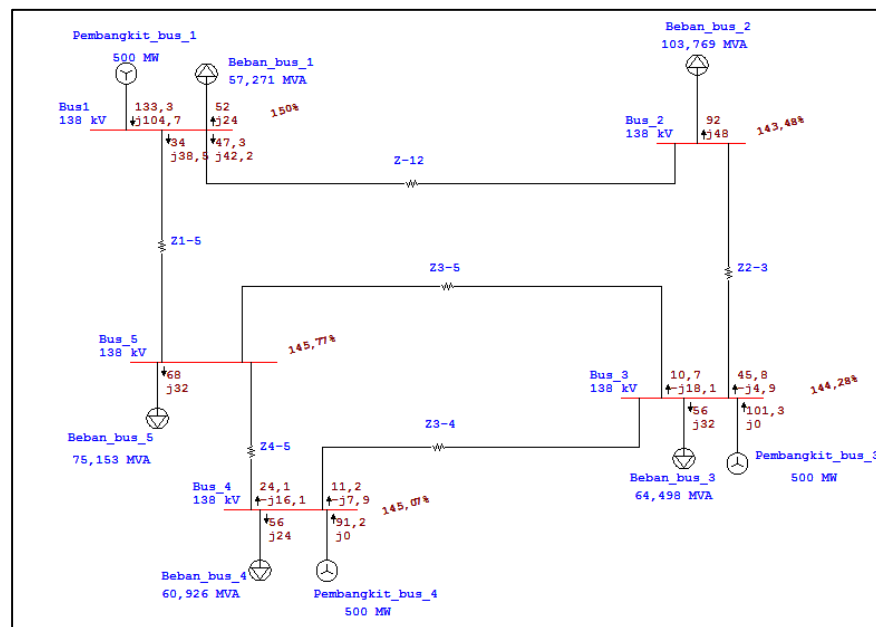 Pembangkit_bus_1
500 MW
Beban_bus_1
57,271 MVA
Beban_bus_2
103,769 MVA
Bus1
138 kV
133,3
j104,7
52
j24
150%
34
j38,5
47,3
j42,2
Bus_2
138 kV
92
j48
143,48%
Z-12
Z1-5
Z3-5
Z2-3
Bus_5
138 kV
145,77%
68
j32
Beban_bus_5
75,153 MVA
Bus_3
138 kV
10,7
-j18,1
45,8
-j4,9
144,28%
56
j32
101,3
j0
Beban_bus_3
64,498 MVA
Pembangkit_bus_3
500 MW
Z3-4
Z4-5
Bus_4
138 kV
24,1
-j16,1
11,2
-j7,9
145,07%
56
j24
91,2
j0
Beban_bus_4
60,926 MVA
Pembangkit_bus_4
500 MW